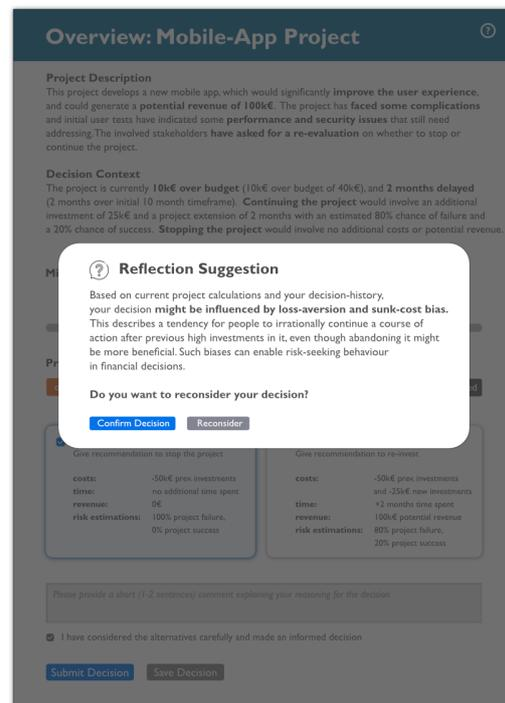 Overview: Mobile-App Project
?
Project Description
This project develops a new mobile app, which would significantly improve the user experience,
and could generate a potential revenue of 100k€. The project has faced some complications
and initial user tests have indicated some performance and security issues that still need
addressing. The involved stakeholders have asked for a re-evaluation on whether to stop or
continue the project.
Decision Context
The project is currently 10k€ over budget (10k€ over budget of 40k€), and 2 months delayed
(2 months over initial 10 month timeframe). Continuing the project would involve an additional
investment of 25k€ and a project extension of 2 months with an estimated 80% chance of failure and
a 20% chance of success. Stopping the project would involve no additional costs or potential revenue.
Mi
? Reflection Suggestion
Based on current project calculations and your decision-history,
your decision might be influenced by loss-aversion and sunk-cost bias.
This describes a tendency for people to irrationally continue a course of
action after previous high investments in it, even though abandoning it might
be more beneficial. Such biases can enable risk-seeking behaviour
in financial decisions.
Pr
Do you want to reconsider your decision?
Confirm Decision Reconsider
Give recommendation to stop the project
costs: -50k€ prev. investments
time: no additional time spent
revenue: 0€
risk estimations: 100% project failure,
0% project success
Give recommendation to re-invest
costs: -50k€ prev. investments
and -25k€ new investments
time: +2 months time spent
revenue: 100k€ potential revenue
risk estimations: 80% project failure,
20% project success
Please provide a short (1-2 sentences) comment explaining your reasoning for the decision
I have considered the alternatives carefully and made an informed decision
Submit Decision Save Decision